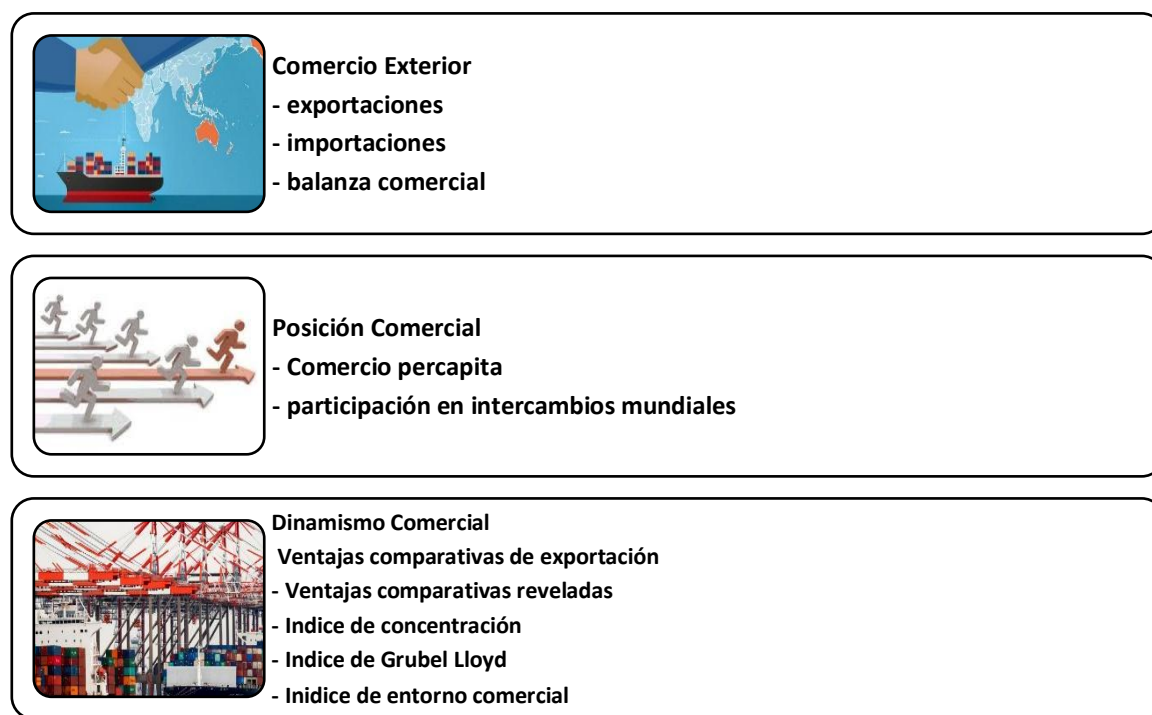 Comercio Exterior
- exportaciones
- importaciones
- balanza comercial
Posición Comercial
- Comercio percapita
- participación en intercambios mundiales
Dinamismo Comercial
Ventajas comparativas de exportación
- Ventajas comparativas reveladas
- Indice de concentración
- Indice de Grubel Lloyd
- Inidice de entorno comercial